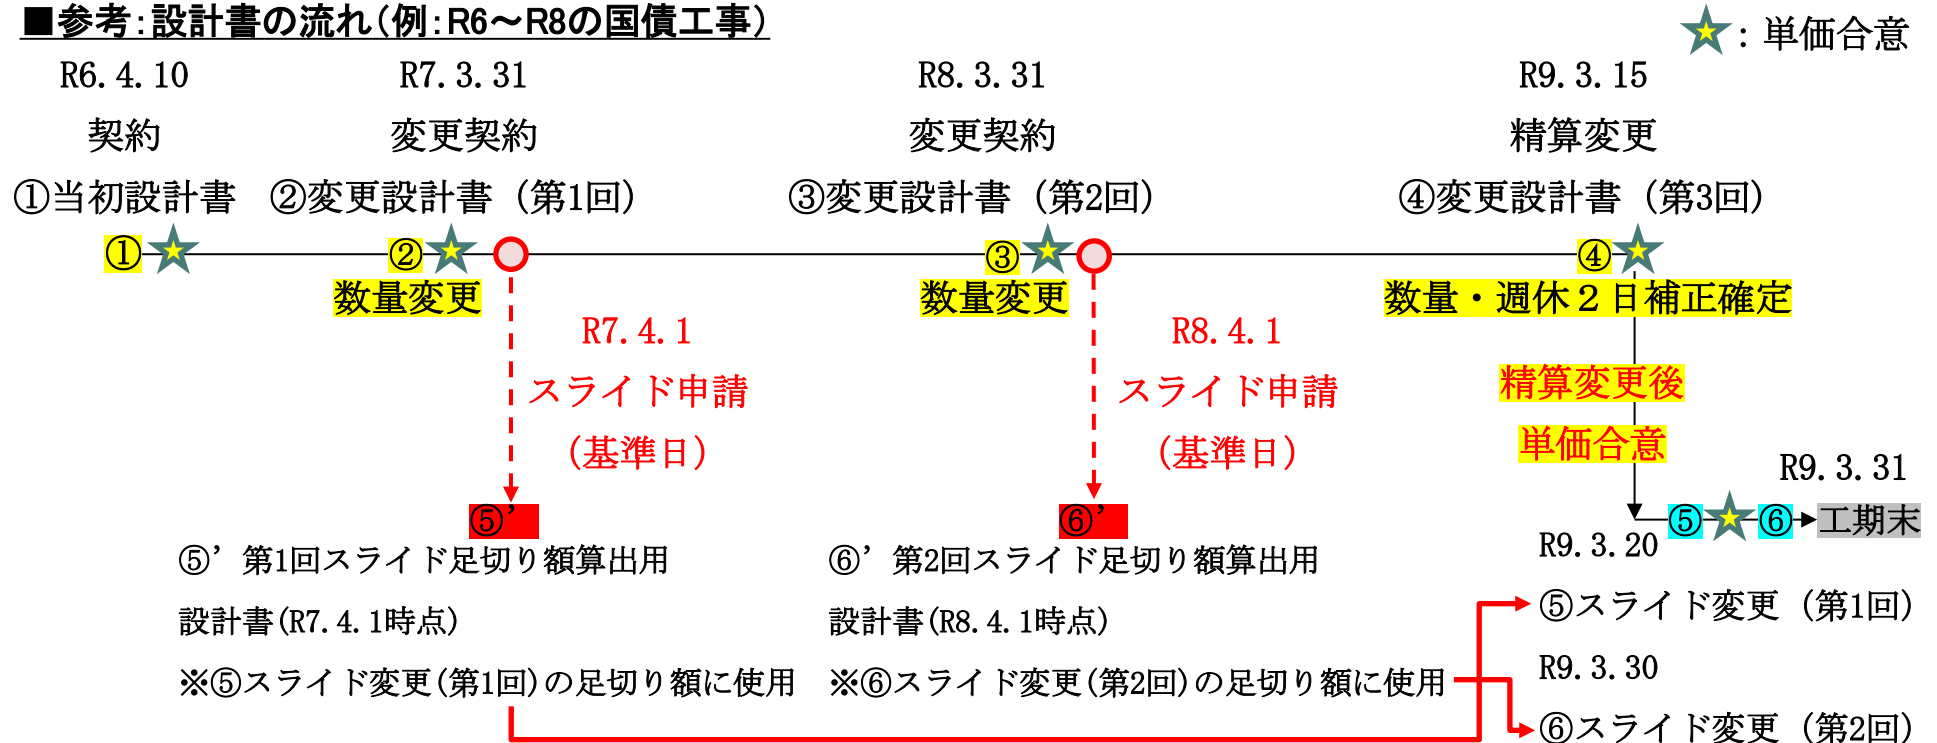 ■参考：設計書の流れ（例：R6～R8の国債工事）
：単価合意
R6.4.10
契約
①当初設計書
R7.3.31
変更契約
②変更設計書（第1回）
R8.3.31
変更契約
③変更設計書（第2回）
R9.3.15
精算変更
④変更設計書（第3回）
①
②
③
④
数量変更
数量変更
数量・週休２日補正確定
R7.4.1
スライド申請
（基準日）
R8.4.1
スライド申請
（基準日）
精算変更後
単価合意
R9.3.31
⑤’
⑥’
⑤
⑥
工期末
⑤’第1回スライド足切り額算出用
設計書(R7.4.1時点)
※⑤スライド変更(第1回)の足切り額に使用
⑥’第2回スライド足切り額算出用
設計書(R8.4.1時点)
※⑥スライド変更(第2回)の足切り額に使用
R9.3.20
⑤スライド変更（第1回）
R9.3.30
⑥スライド変更（第2回）